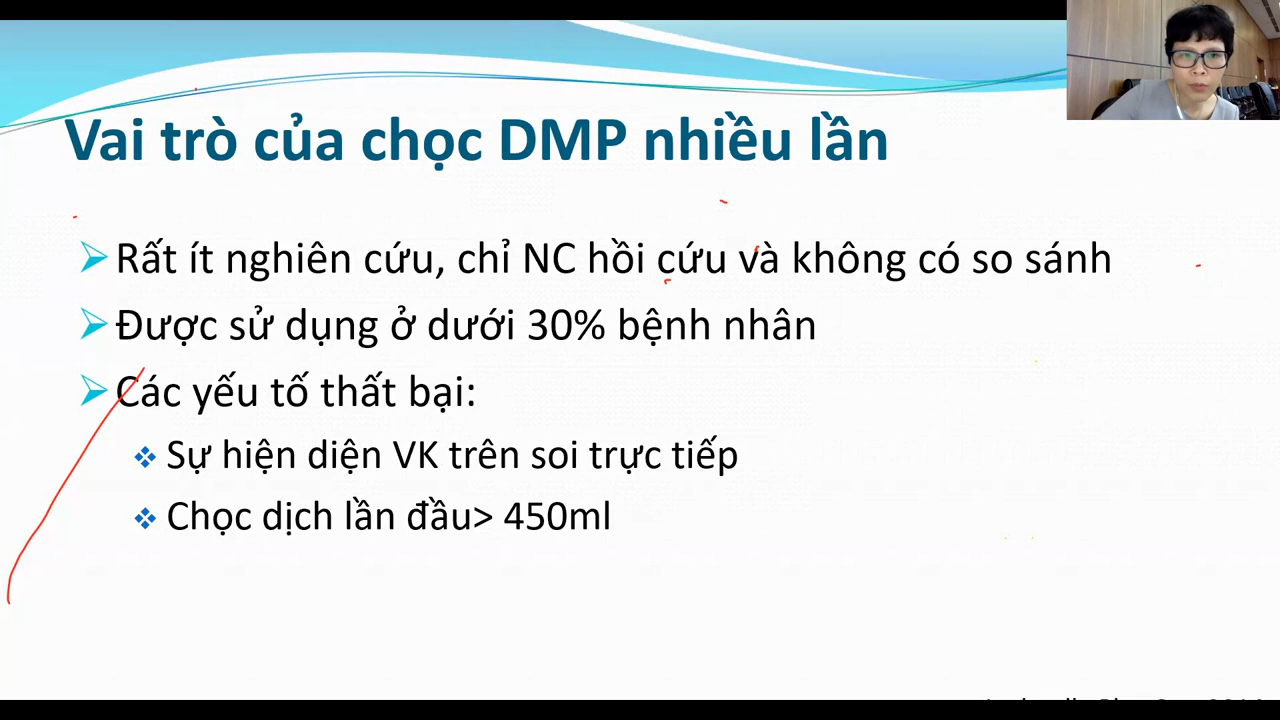 Vai trò của chọc DMP nhiều lần
Rất ít nghiên cứu, chỉ NC hồi cứu và không có so sánh
Được sử dụng ở dưới 30% bệnh nhân
Các yếu tố thất bại:
Sự hiện diện VK trên soi trực tiếp
Chọc dịch lần đầu> 450ml